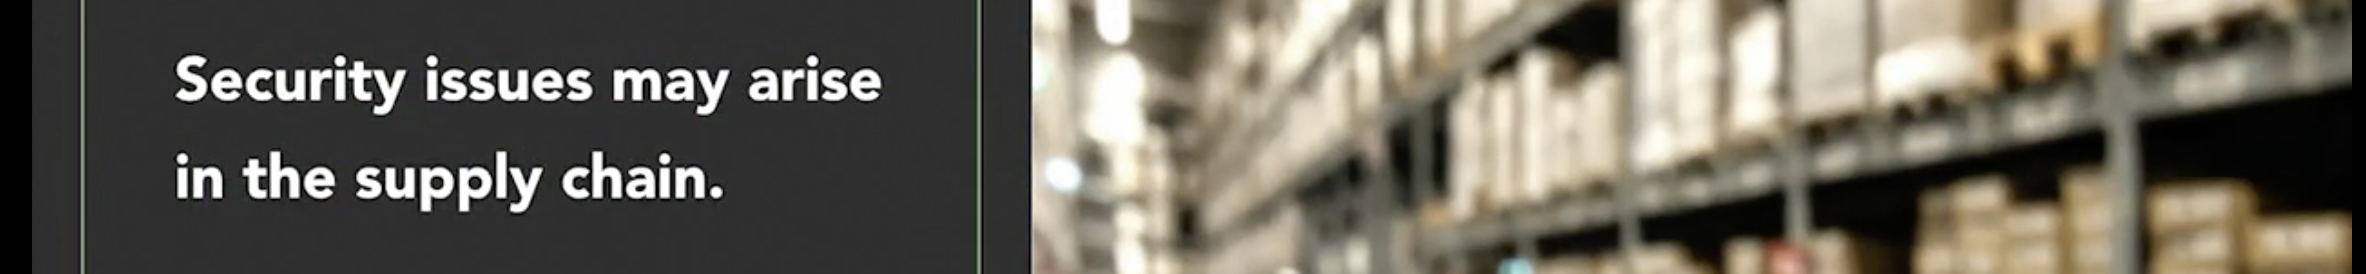 Security issues may arise
in the supply chain.